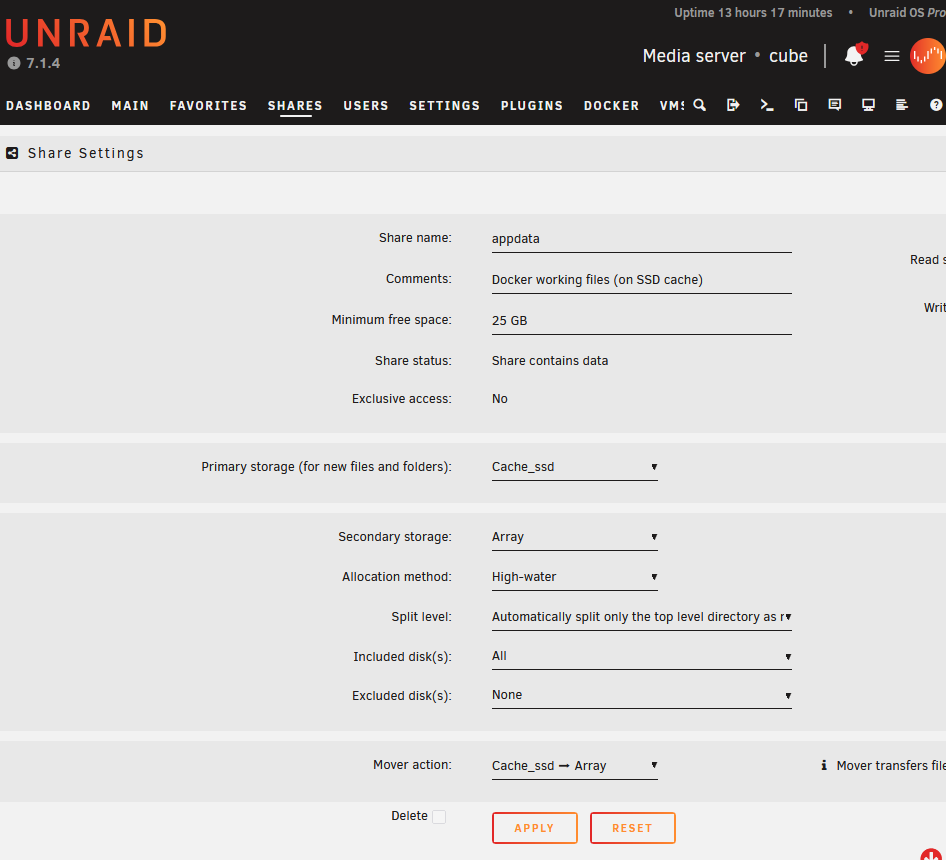 Uptime 13 hours 17 minutes • Unraid OS Pro
UNRAID
7.1.4
Media server • cube
DASHBOARD MAIN FAVORITES SHARES USERS SETTINGS PLUGINS DOCKER VMS
Share Settings
Share name: appdata
Read s
Comments: Docker working files (on SSD cache)
Writ
Minimum free space: 25 GB
Share status: Share contains data
Exclusive access: No
Primary storage (for new files and folders): Cache_ssd
Secondary storage: Array
Allocation method: High-water
Split level: Automatically split only the top level directory as r
Included disk(s): All
Excluded disk(s): None
Mover action: Cache_ssd → Array
Mover transfers file
Delete
APPLY RESET